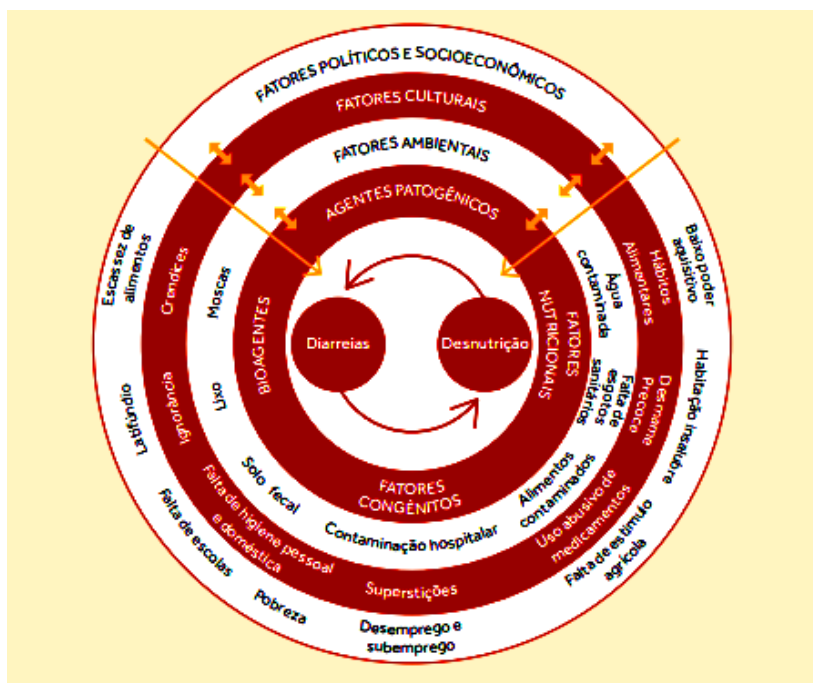 FATORES POLÍTICOS E SOCIOECONÔMICOS
FATORES CULTURAIS
FATORES AMBIENTAIS
AGENTES PATOGÊNICOS
Escassez de
alimentos
Crendices
Moscas
BIOAGENTES
Diarreias
Desnutrição
FATORES
NUTRICIONAIS
Água
contaminada
Hábitos
Alimentares
Baixo poder
aquisitivo
Latifúndio
Ignorância
Lixo
Falta de
esgotos
sanitários
Desmame
Precoce
Habitação insalubre
Solo fecal
FATORES
CONGÊNITOS
Alimentos
contaminados
Contaminação hospitalar
Falta de higiene pessoal
e doméstica
Uso abusivo de
medicamentos
Falta de estímulo
agrícola
Falta de escolas
Superstições
Pobreza
Desemprego e
subemprego